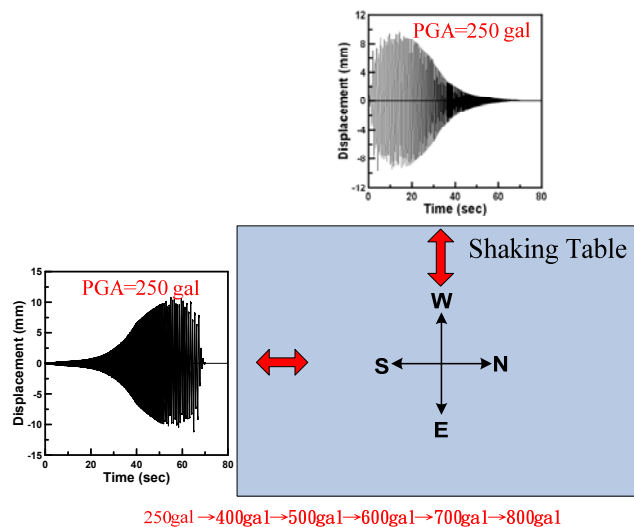 PGA=250 gal
Displacement (mm)
12
8
4
0
-4
-8
-12
0 20 40 60 80
Time (sec)
Shaking Table
PGA=250 gal
Displacement (mm)
15
10
5
0
-5
-10
-15
0 20 40 60 80
Time (sec)
W
S N
E
250gal→400gal→500gal→600gal→700gal→800gal